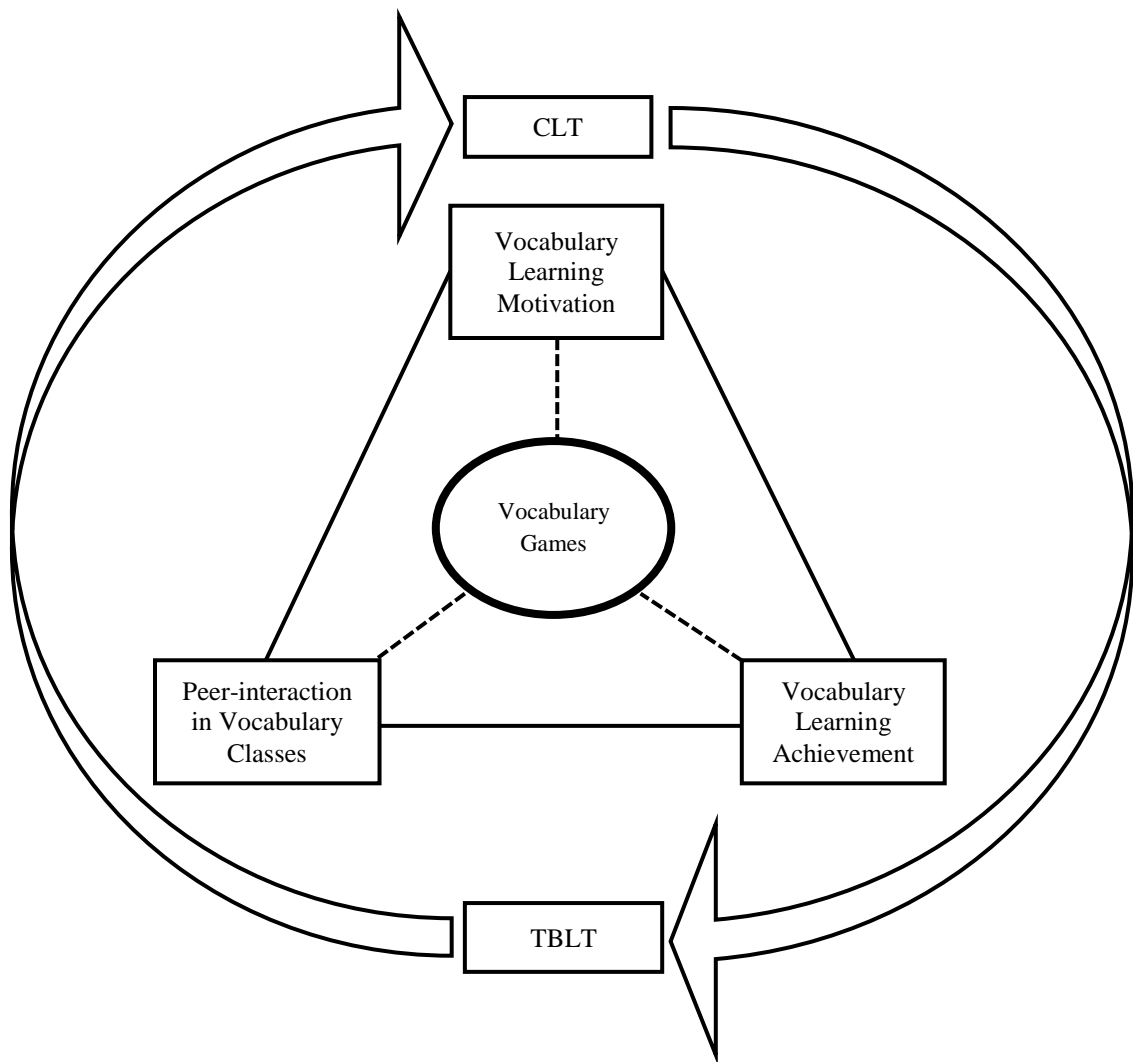 CLT
Vocabulary
Learning
Motivation
Vocabulary
Games
Peer-interaction
in Vocabulary
Classes
Vocabulary
Learning
Achievement
TBLT